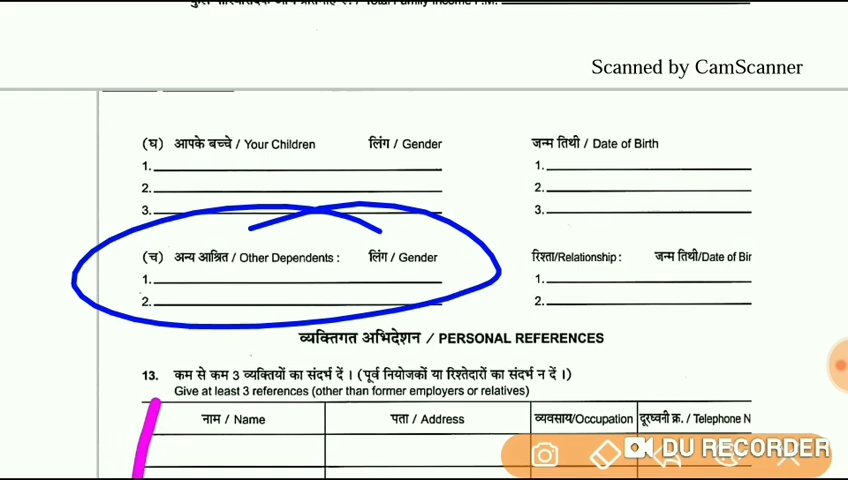 Scanned by CamScanner
(घ) आपके बच्चे / Your Children लिंग / Gender जन्म तिथी / Date of Birth
1. 1.
2. 2.
3. 3.
(च) अन्य आश्रित / Other Dependents : लिंग / Gender रिश्ता/Relationship : जन्म तिथी/Date of Bir
1. 1.
2. 2.
व्यक्तिगत अभिदेशन / PERSONAL REFERENCES
13. कम से कम 3 व्यक्तियों का संदर्भ दें । (पूर्व नियोजकों या रिश्तेदारों का संदर्भ न दें ।)
Give at least 3 references (other than former employers or relatives)
नाम / Name पता / Address व्यवसाय/Occupation दूरध्वनी क्र. / Telephone N
DU RECORDER